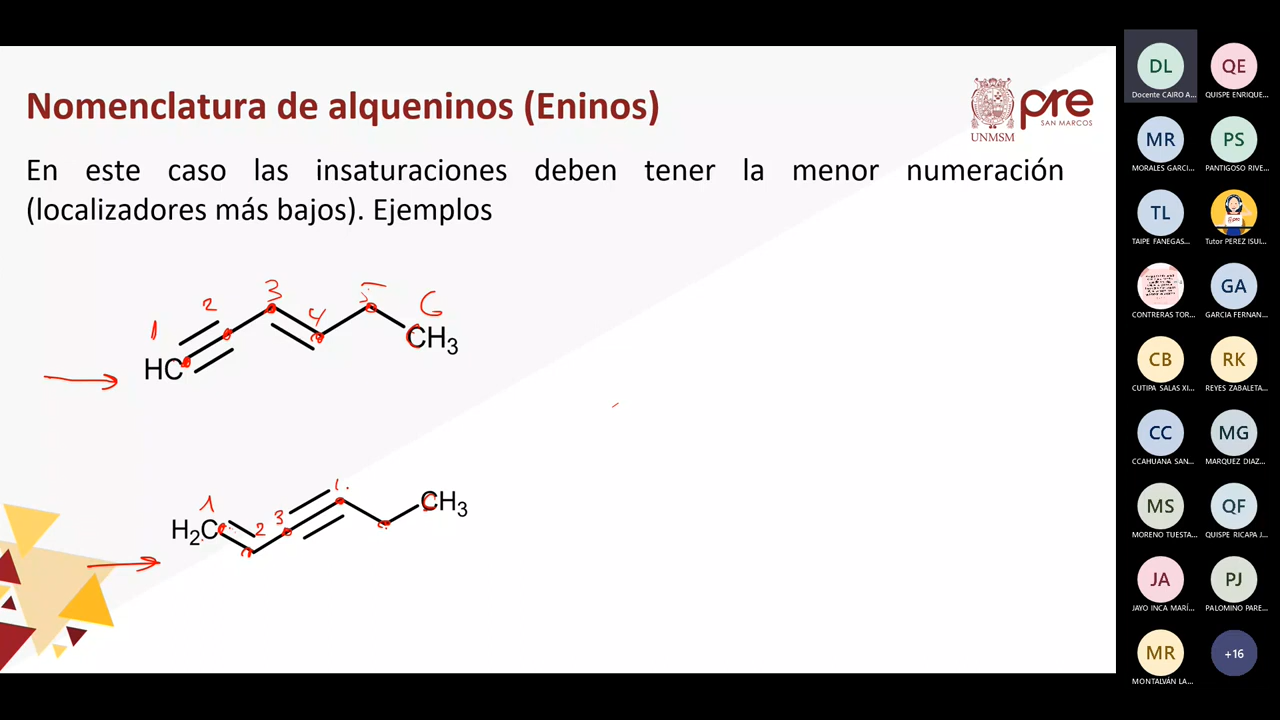 Nomenclatura de alqueninos (Eninos)
UNMSM
pre
SAN MARCOS
En este caso las insaturaciones deben tener la menor numeración
(localizadores más bajos). Ejemplos
1 2 3 4 5 6
HC
CH3
1 2 3
H2C
CH3
DL
Docente CAIRO A...
QE
QUISPE ENRIQUE...
MR
MORALES GARCI...
PS
PANTIGOSO RIVE...
TL
TAIPE FANEGAS...
Tutor PEREZ ISUI...
CONTRERAS TOR...
GA
GARCIA FERNAN...
CB
CUTIPA SALAS XI...
RK
REYES ZABALETA...
CC
CCAHUANA SAN...
MG
MARQUEZ DIAZ...
MS
MORENO TUESTA...
QF
QUISPE RICAPA J...
JA
JAYO INCA MARÍ...
PJ
PALOMINO PARE...
MR
MONTALVÁN LA...
+16